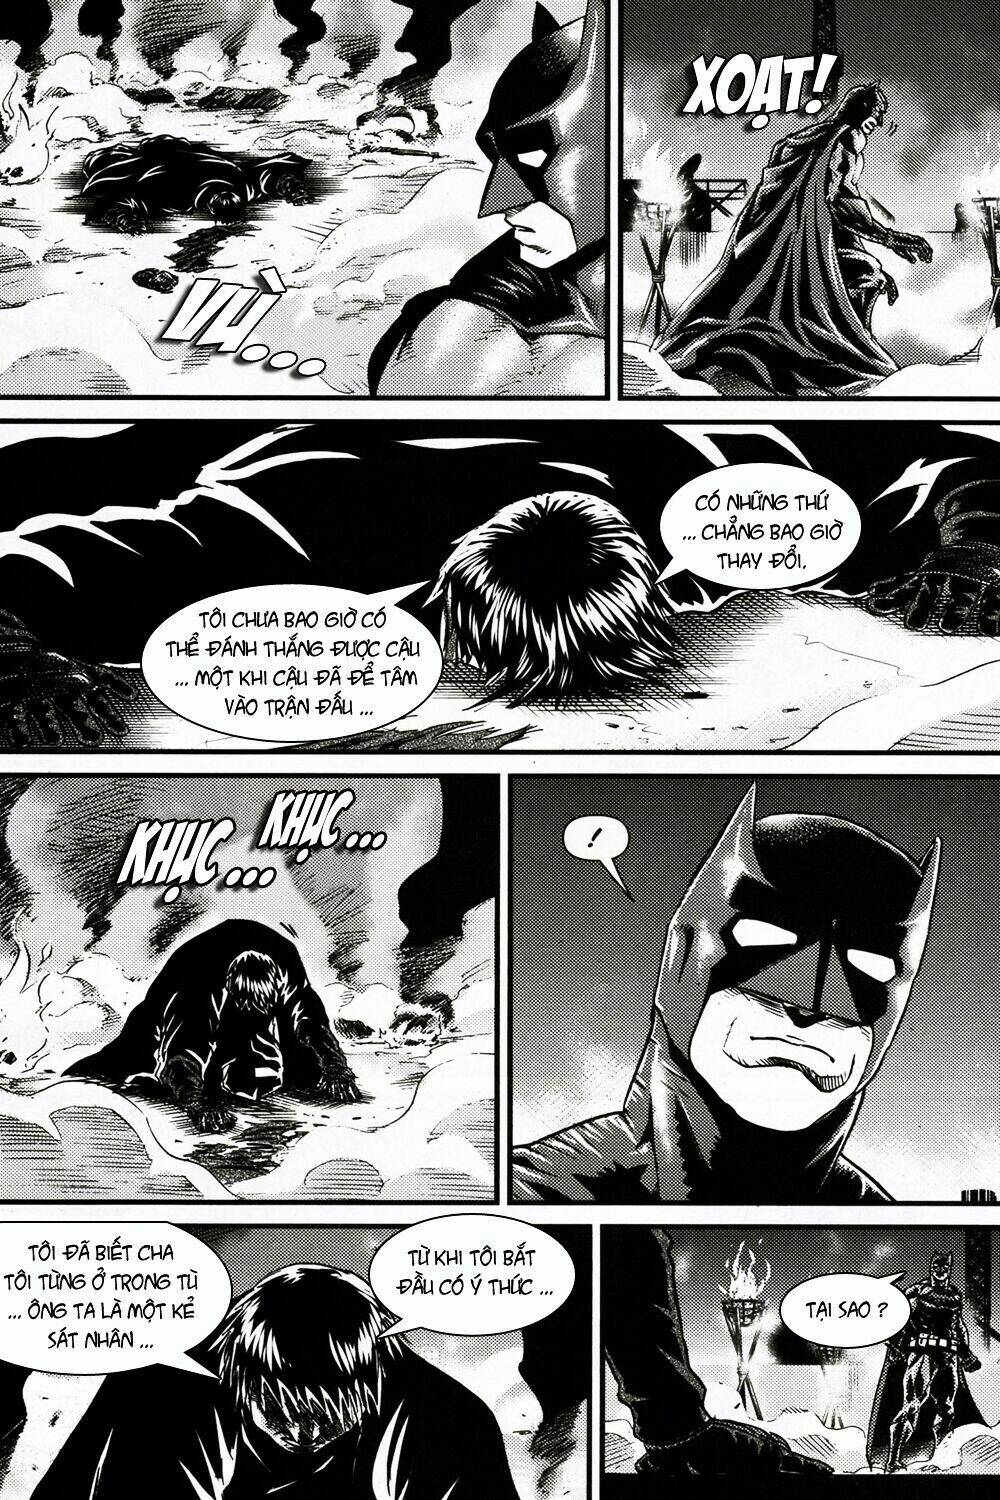 VÙ...
XOẠT!
CÓ NHỮNG THỨ
... CHẲNG BAO GIỜ
THAY ĐỔI.
TÔI CHƯA BAO GIỜ CÓ
THỂ ĐÁNH THẮNG ĐƯỢC CẬU
... MỘT KHI CẬU ĐÃ ĐỂ TÂM
VÀO TRẬN ĐẤU ...
KHỤC ...
KHỤC ...
!
TỪ KHI TÔI BẮT
ĐẦU CÓ Ý THỨC ...
TÔI ĐÃ BIẾT CHA
TÔI TỪNG Ở TRONG TÙ
... ÔNG TA LÀ MỘT KẺ
SÁT NHÂN ...
TẠI SAO ?